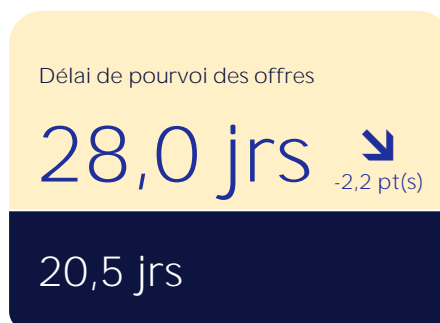 Délai de pourvoi des offres
28,0 jrs
-2,2 pt(s)
20,5 jrs